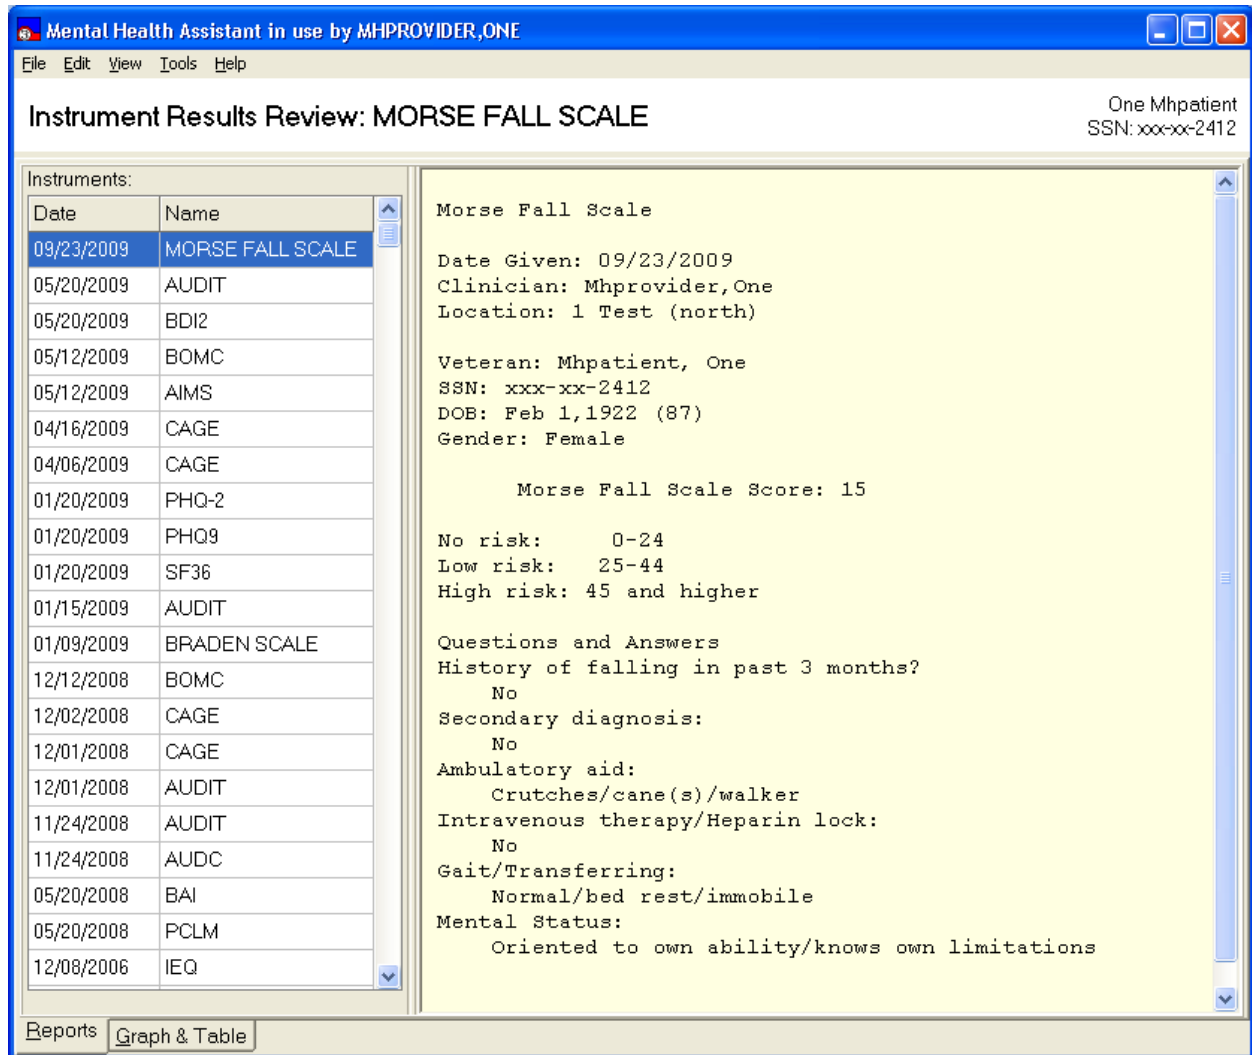 Mental Health Assistant in use by MHPROVIDER,ONE
File Edit View Tools Help
Instrument Results Review: MORSE FALL SCALE
One Mhpatient
SSN: xxx-xx-2412
Instruments:
Date Name
09/23/2009 MORSE FALL SCALE
05/20/2009 AUDIT
05/20/2009 BDI2
05/12/2009 BOMC
05/12/2009 AIMS
04/16/2009 CAGE
04/06/2009 CAGE
01/20/2009 PHQ-2
01/20/2009 PHQ9
01/20/2009 SF36
01/15/2009 AUDIT
01/09/2009 BRADEN SCALE
12/12/2008 BOMC
12/02/2008 CAGE
12/01/2008 CAGE
12/01/2008 AUDIT
11/24/2008 AUDIT
11/24/2008 AUDC
05/20/2008 BAI
05/20/2008 PCLM
12/08/2006 IEQ
Morse Fall Scale
Date Given: 09/23/2009
Clinician: Mhprovider,One
Location: 1 Test (north)
Veteran: Mhpatient, One
SSN: xxx-xx-2412
DOB: Feb 1,1922 (87)
Gender: Female
Morse Fall Scale Score: 15
No risk: 0-24
Low risk: 25-44
High risk: 45 and higher
Questions and Answers
History of falling in past 3 months?
No
Secondary diagnosis:
No
Ambulatory aid:
Crutches/cane(s)/walker
Intravenous therapy/Heparin lock:
No
Gait/Transferring:
Normal/bed rest/immobile
Mental Status:
Oriented to own ability/knows own limitations
Reports Graph & Table